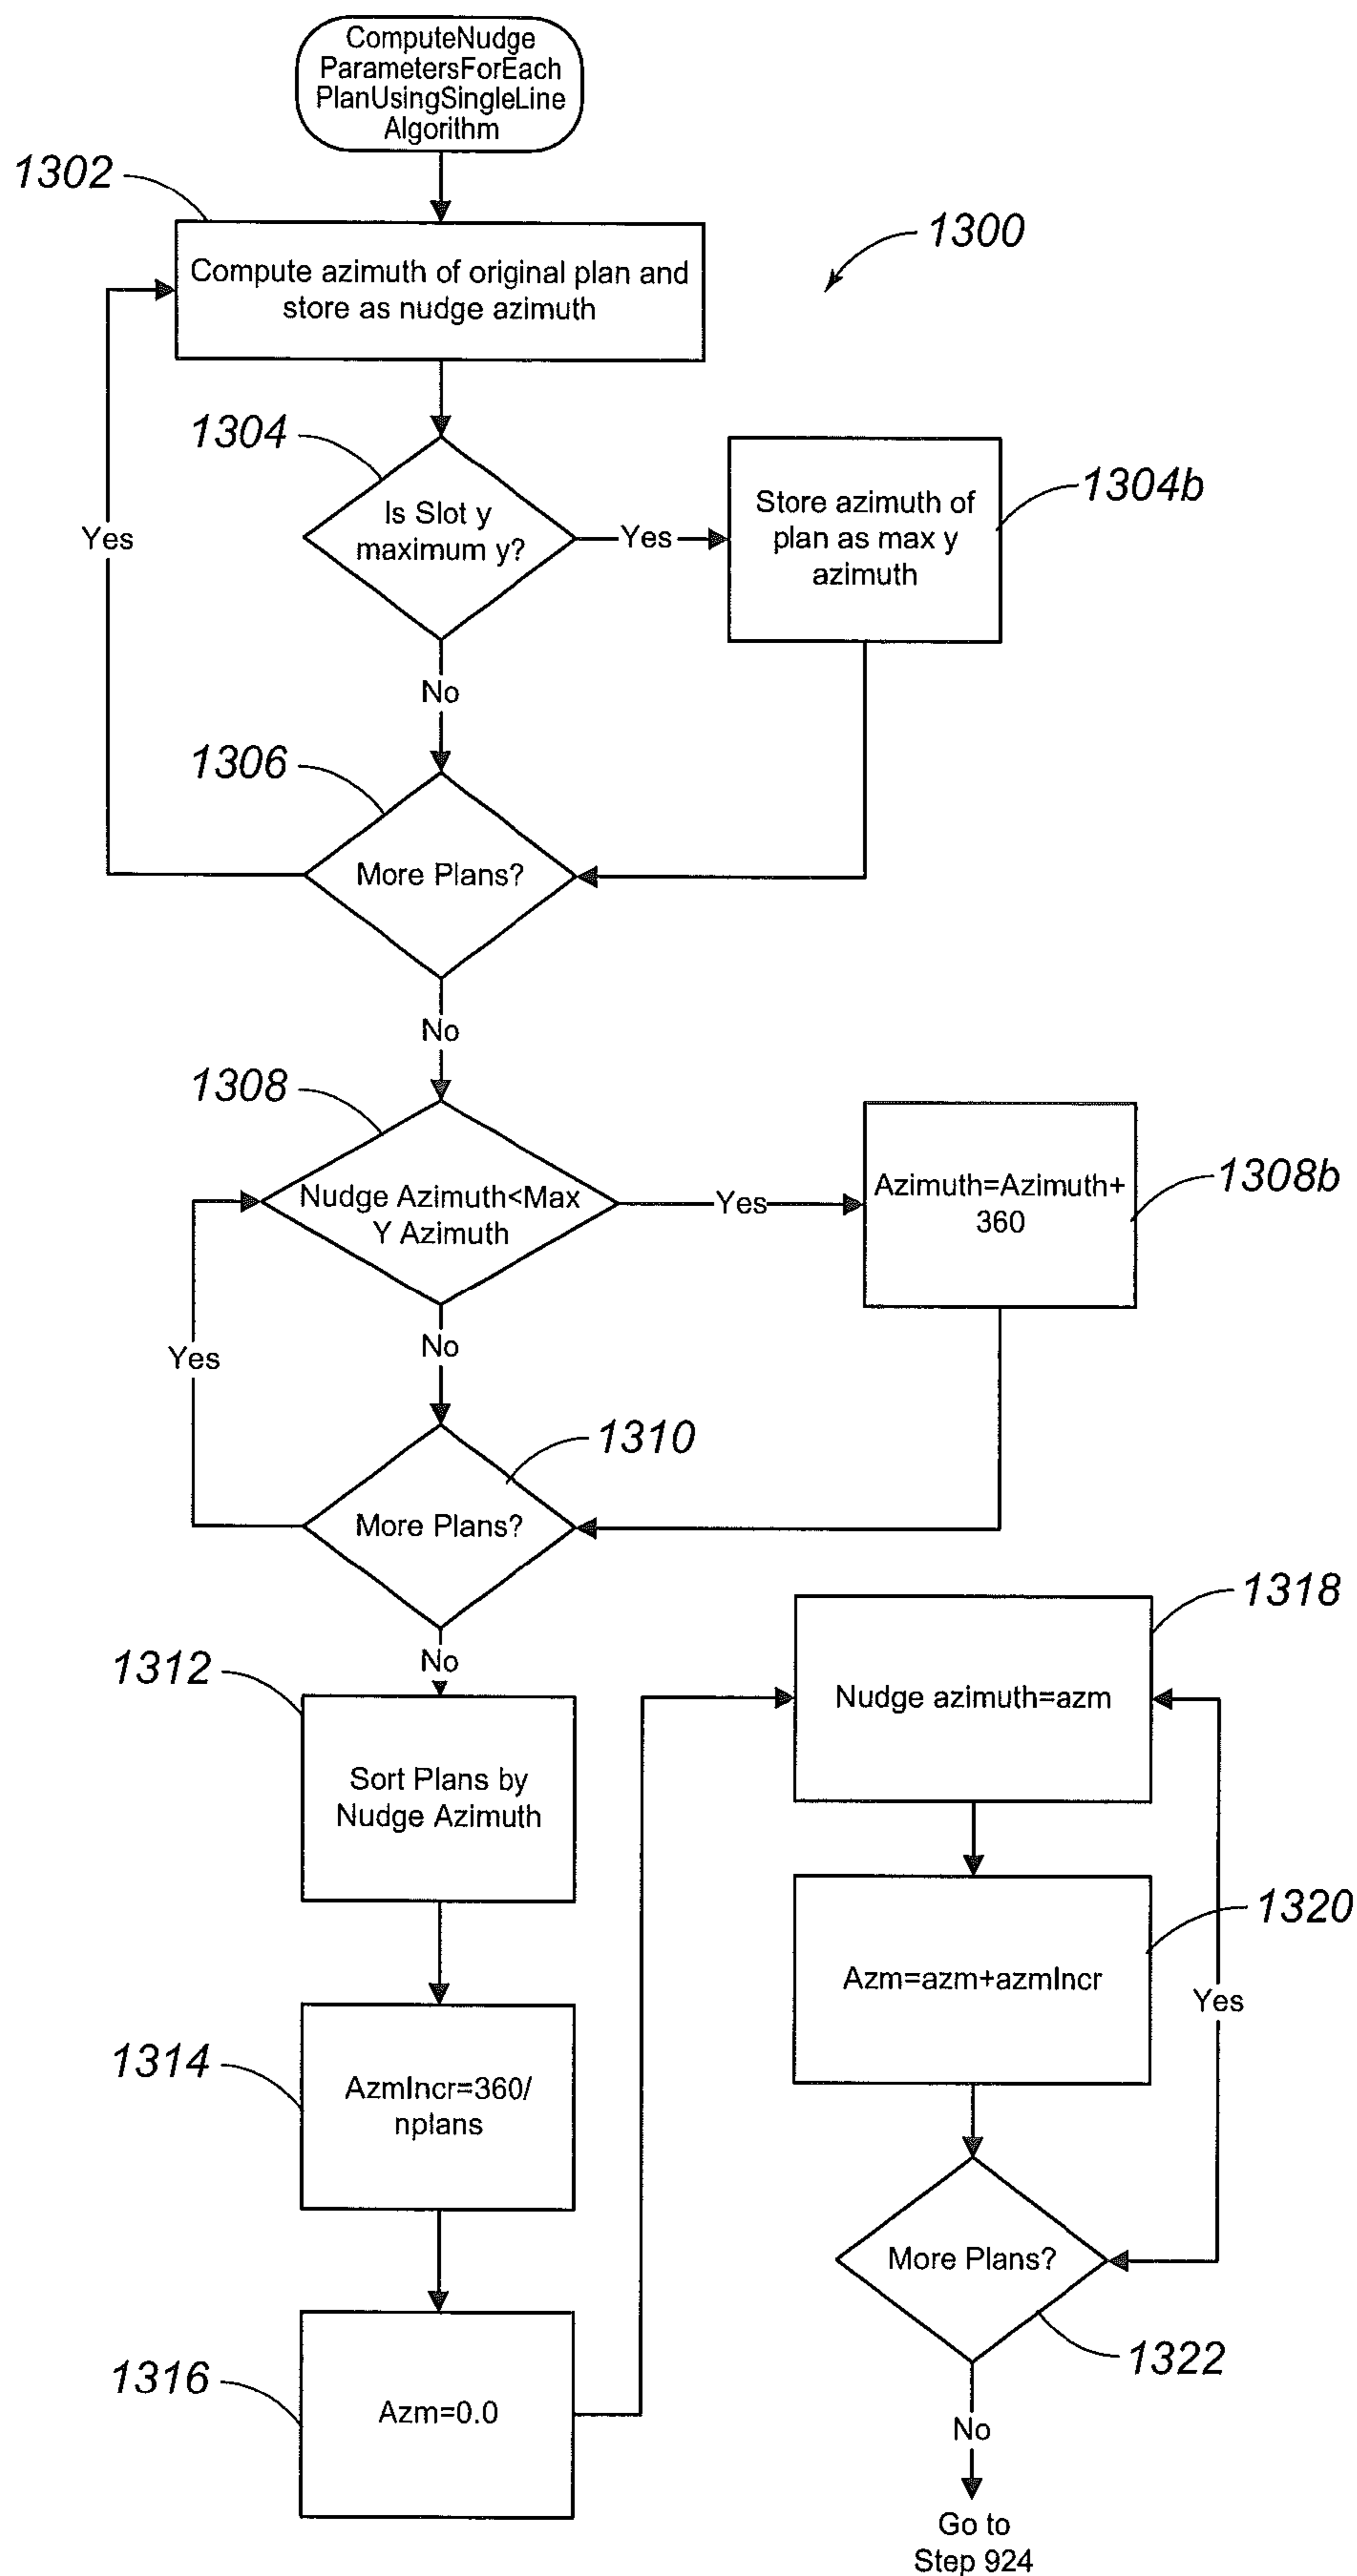 ComputeNudge
ParametersForEach
PlanUsingSingleLine
Algorithm
1302
1300
Compute azimuth of original plan and
store as nudge azimuth
1304
Is Slot y
maximum y?
Yes
Store azimuth of
plan as max y
azimuth
1304b
Yes
No
1306
More Plans?
No
1308
Nudge Azimuth<Max
Y Azimuth
Yes
Azimuth=Azimuth+
360
1308b
No
Yes
1310
More Plans?
No
1312
Sort Plans by
Nudge Azimuth
1314
AzmIncr=360/
nplans
1316
Azm=0.0
1318
Nudge azimuth=azm
1320
Azm=azm+azmIncr
Yes
More Plans?
1322
No
Go to
Step 924